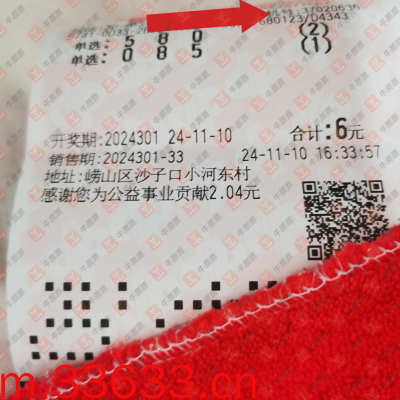 单选: 5 8 0 (2)
单选: 0 8 5 (1)
开奖期:2024301 24-11-10 合计:6元
销售期:2024301-33 24-11-10 16:33:57
地址:崂山区沙子口小河东村
感谢您为公益事业贡献2.04元
m.33633.cn